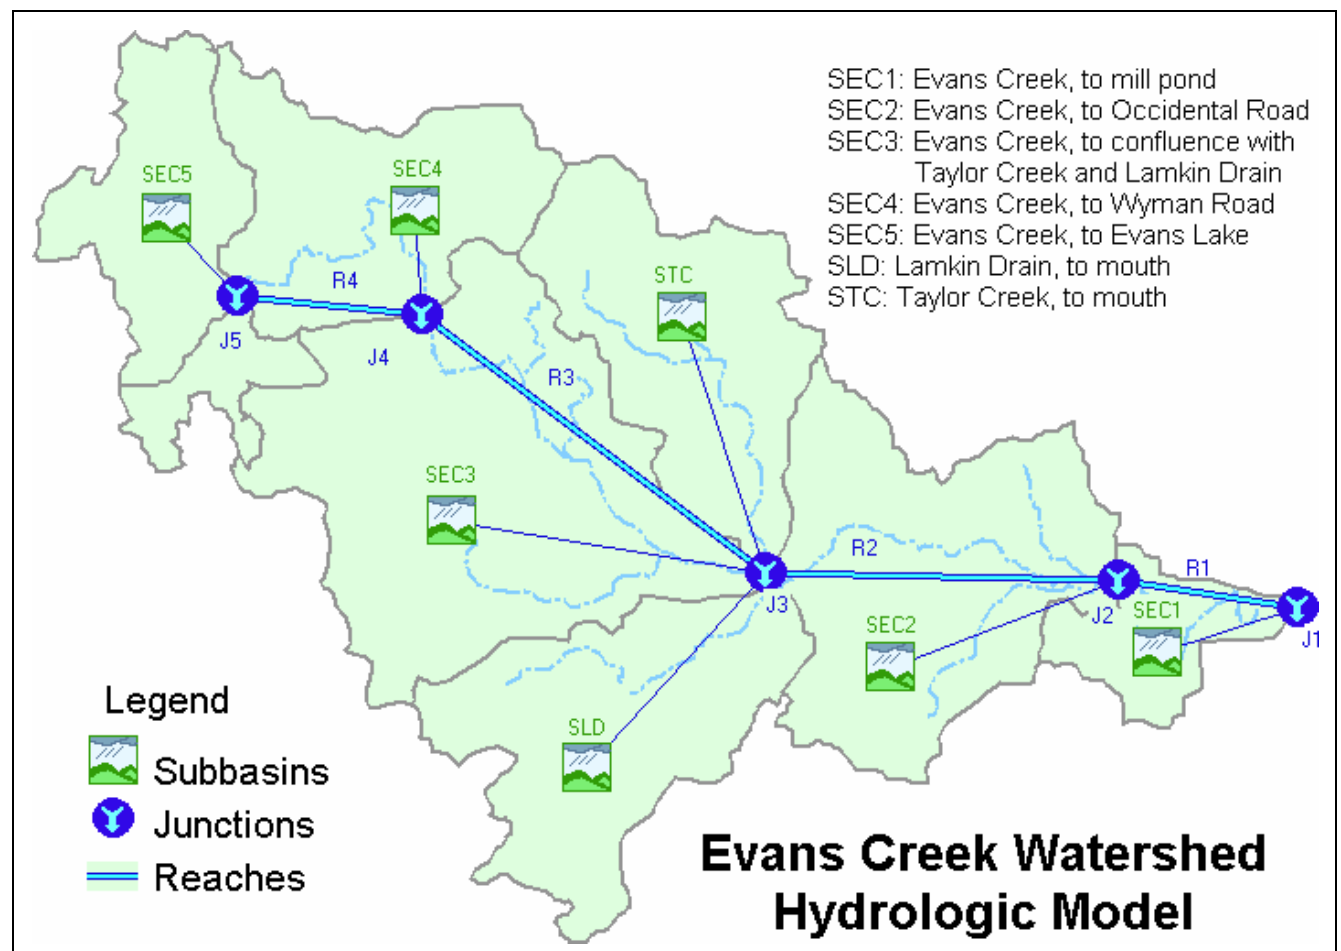 SEC1: Evans Creek, to mill pond
SEC2: Evans Creek, to Occidental Road
SEC3: Evans Creek, to confluence with
Taylor Creek and Lamkin Drain
SEC4: Evans Creek, to Wyman Road
SEC5: Evans Creek, to Evans Lake
SLD: Lamkin Drain, to mouth
STC: Taylor Creek, to mouth
SEC5
SEC4
STC
R4
J5
J4
R3
SEC3
R2
R1
J3
J2
SEC1
J1
SEC2
SLD
Legend
Subbasins
Junctions
Reaches
Evans Creek Watershed
Hydrologic Model